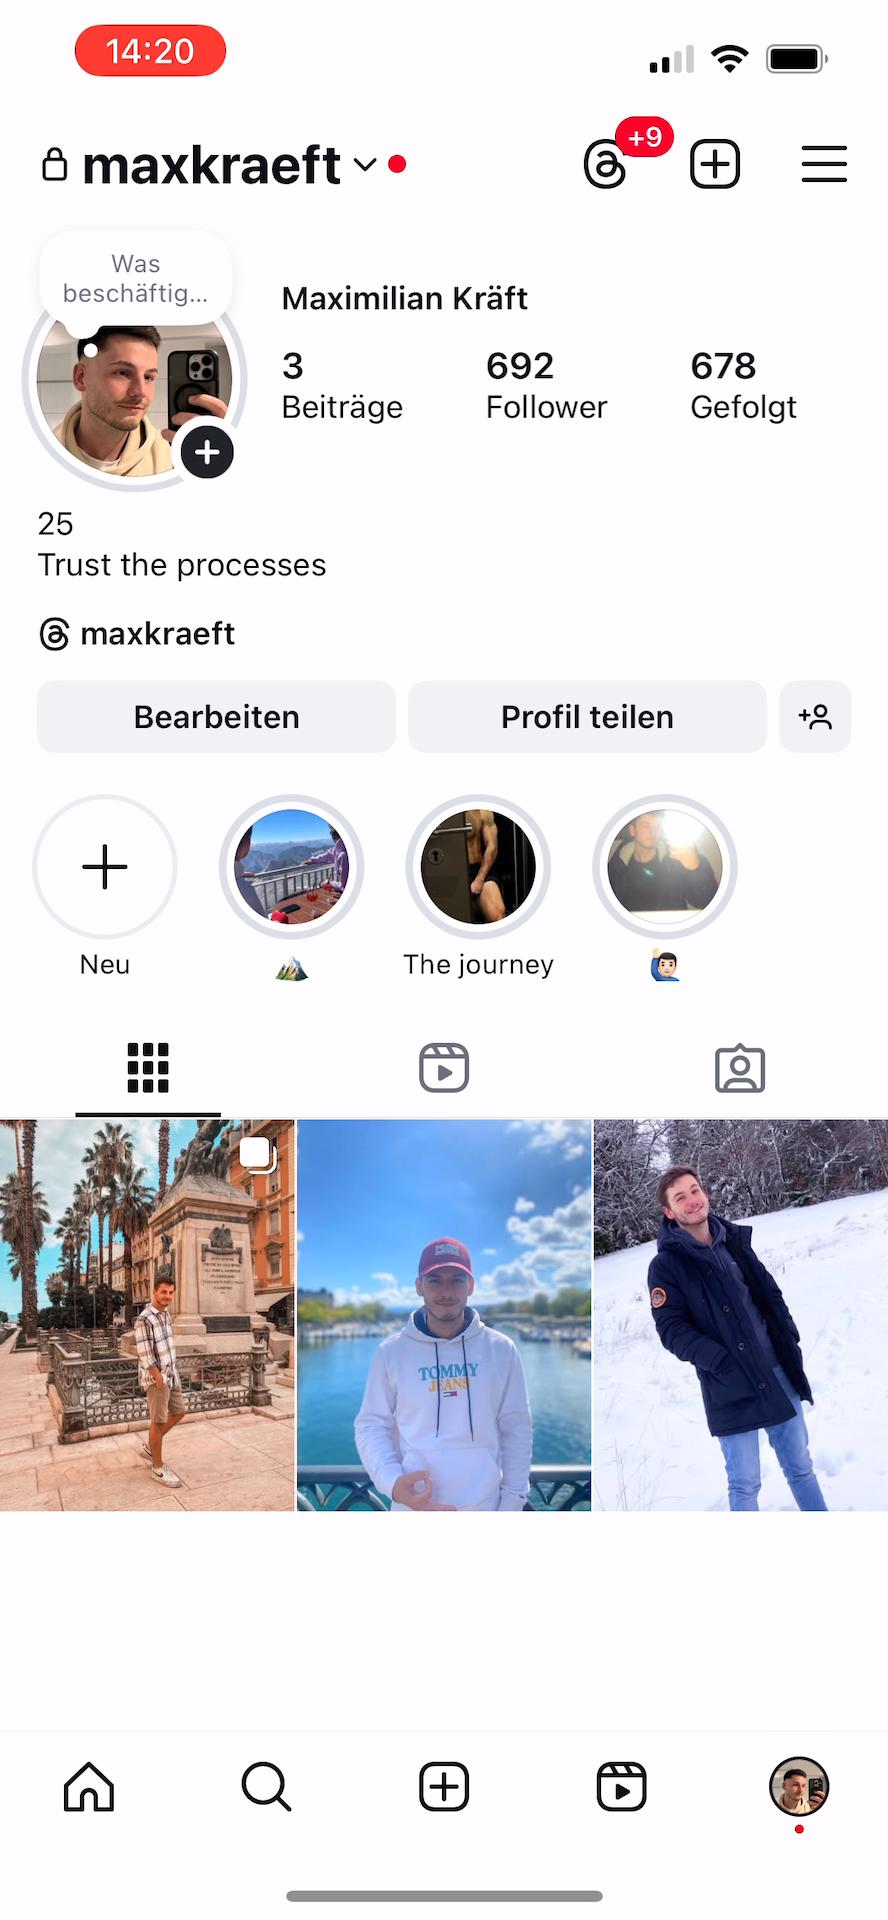 14:20
maxkraeft
+9
Was
beschäftig...
Maximilian Kräft
3
692
678
Beiträge
Follower
Gefolgt
25
Trust the processes
maxkraeft
Bearbeiten
Profil teilen
Neu
The journey
TOMMY
JEANS